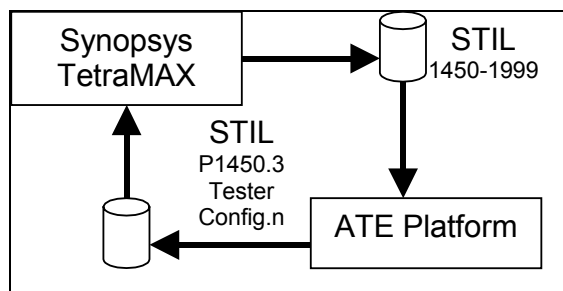 Synopsys
TetraMAX
STIL
1450-1999
STIL
P1450.3
Tester
Config.n
ATE Platform